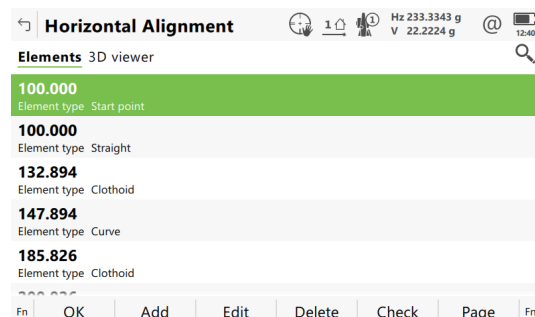 Horizontal Alignment
1
1
Hz 233.3343 g
V 22.2224 g
@
12:40
Elements 3D viewer
100.000
Element type Start point
100.000
Element type Straight
132.894
Element type Clothoid
147.894
Element type Curve
185.826
Element type Clothoid
Fn OK Add Edit Delete Check Page Fn